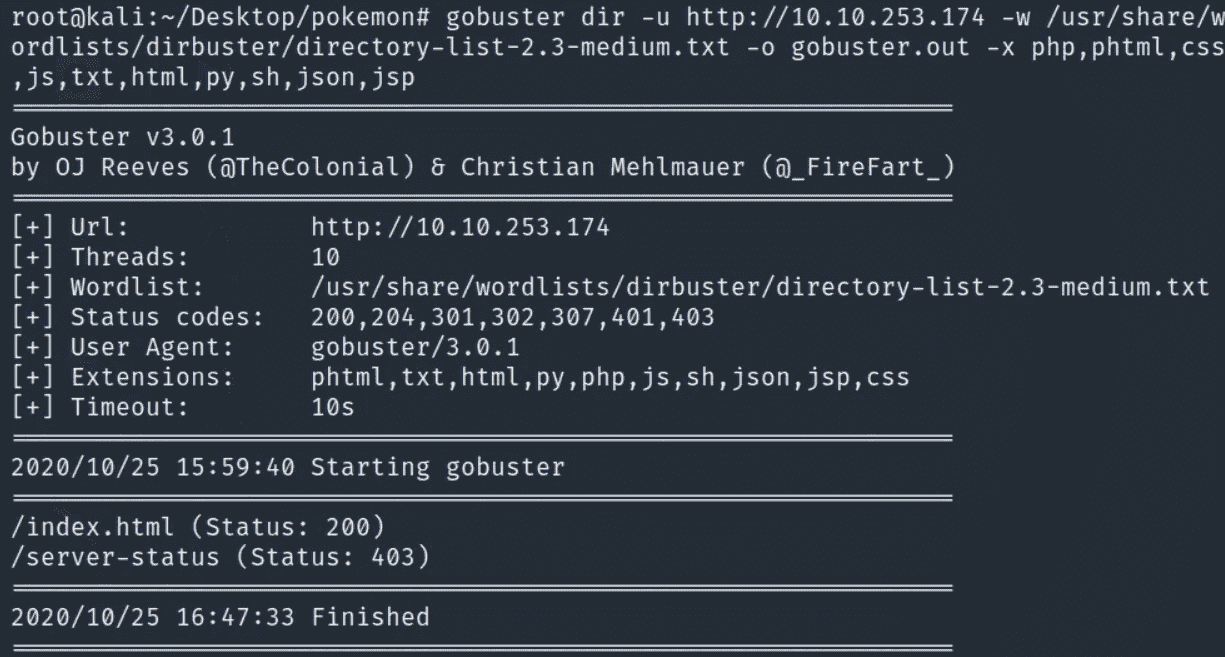 root@kali:~/Desktop/pokemon# gobuster dir -u http://10.10.253.174 -w /usr/share/w
ordlists/dirbuster/directory-list-2.3-medium.txt -o gobuster.out -x php,phtml,css
,js,txt,html,py,sh,json,jsp
===============================================================
Gobuster v3.0.1
by OJ Reeves (@TheColonial) & Christian Mehlmauer (@_FireFart_)
===============================================================
[+] Url:            http://10.10.253.174
[+] Threads:        10
[+] Wordlist:       /usr/share/wordlists/dirbuster/directory-list-2.3-medium.txt
[+] Status codes:   200,204,301,302,307,401,403
[+] User Agent:     gobuster/3.0.1
[+] Extensions:     phtml,txt,html,py,php,js,sh,json,jsp,css
[+] Timeout:        10s
===============================================================
2020/10/25 15:59:40 Starting gobuster
===============================================================
/index.html (Status: 200)
/server-status (Status: 403)
===============================================================
2020/10/25 16:47:33 Finished
===============================================================